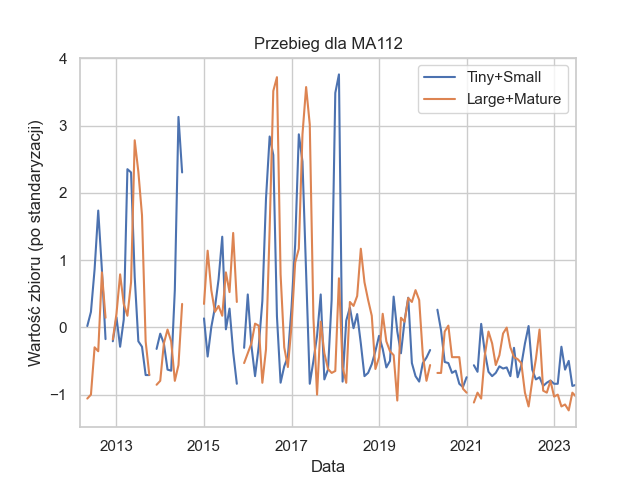 Przebieg dla MA112
Tiny+Small
Large+Mature
Wartość zbioru (po standaryzacji)
4
3
2
1
0
−1
2013
2015
2017
2019
2021
2023
Data